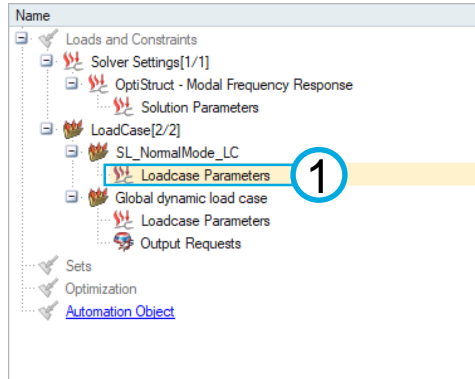 Name
Loads and Constraints
Solver Settings[1/1]
OptiStruct - Modal Frequency Response
Solution Parameters
LoadCase[2/2]
SL_NormalMode_LC
Loadcase Parameters 1
Global dynamic load case
Loadcase Parameters
Output Requests
Sets
Optimization
Automation Object